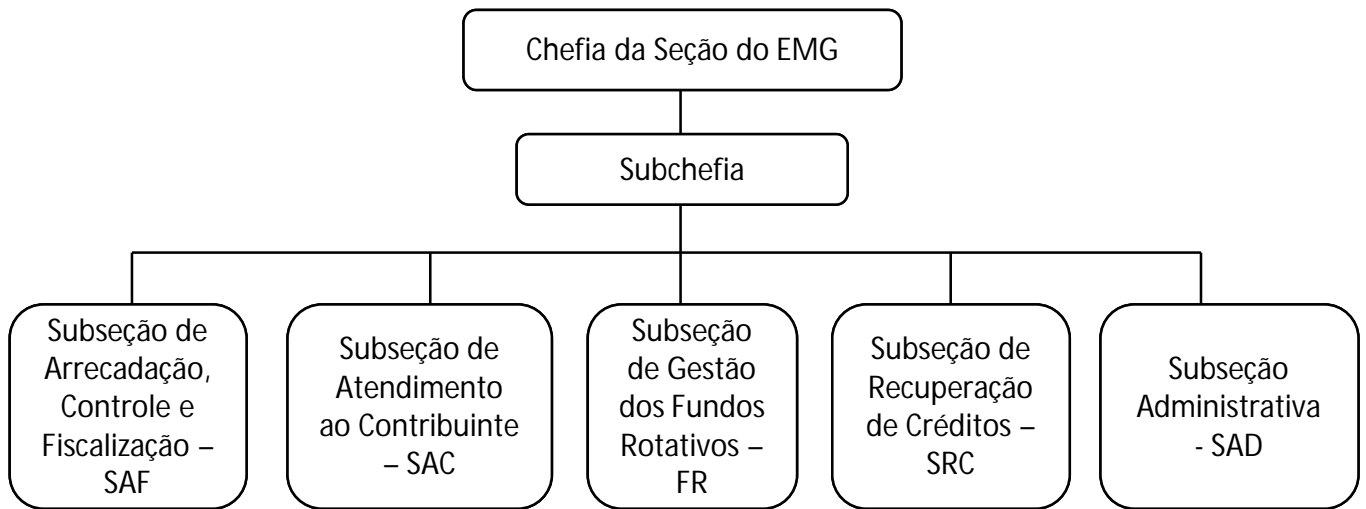 Chefia da Seção do EMG
Subchefia
Subseção de
Arrecadação,
Controle e
Fiscalização –
SAF
Subseção de
Atendimento
ao Contribuinte
– SAC
Subseção
de Gestão
dos Fundos
Rotativos –
FR
Subseção de
Recuperação
de Créditos –
SRC
Subseção
Administrativa
- SAD